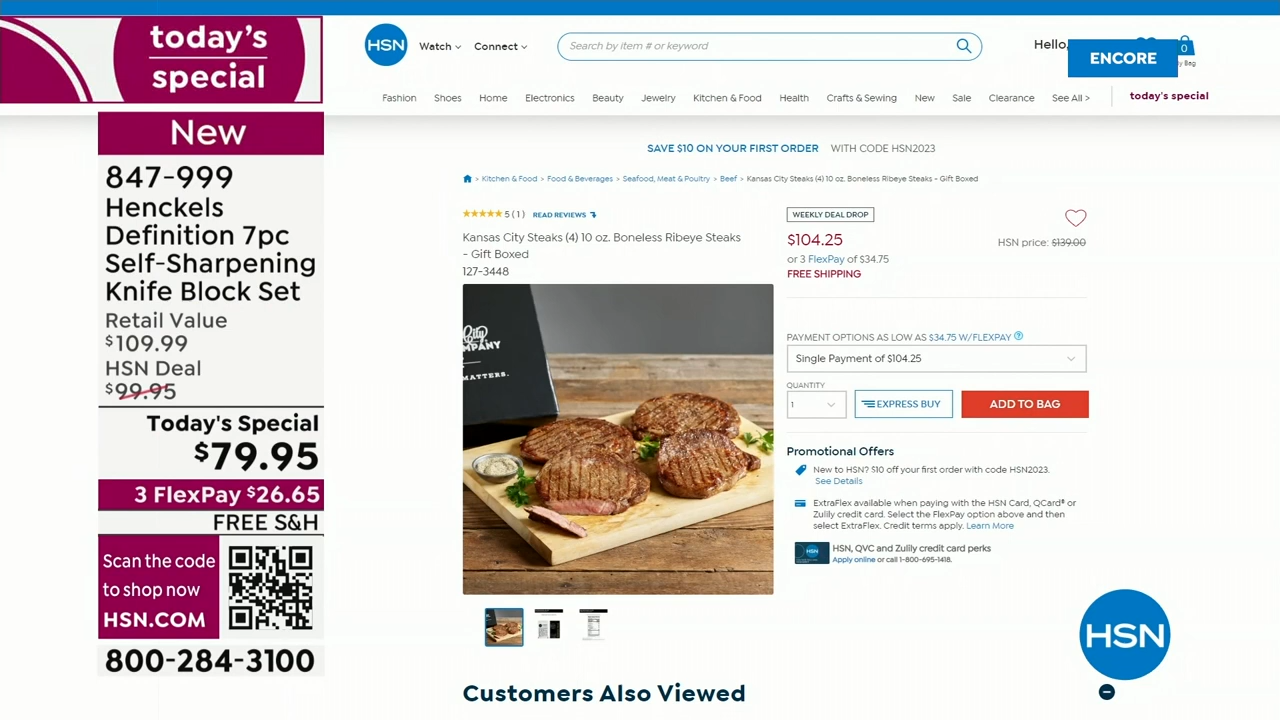 today's
special
New
847-999
Henckels
Definition 7pc
Self-Sharpening
Knife Block Set
Retail Value
$109.99
HSN Deal
$99.95
Today's Special
$79.95
3 FlexPay $26.65
FREE S&H
Scan the code
to shop now
HSN.COM
800-284-3100
HSN
Watch
Connect
Search by item # or keyword
Hello,
ENCORE
0
Bag
Fashion
Shoes
Home
Electronics
Beauty
Jewelry
Kitchen & Food
Health
Crafts & Sewing
New
Sale
Clearance
See All >
today's special
SAVE $10 ON YOUR FIRST ORDER WITH CODE HSN2023
> Kitchen & Food > Food & Beverages > Seafood, Meat & Poultry > Beef > Kansas City Steaks (4) 10 oz. Boneless Ribeye Steaks - Gift Boxed
5 (1) READ REVIEWS
Kansas City Steaks (4) 10 oz. Boneless Ribeye Steaks
- Gift Boxed
127-3448
City
MPANY
MATTERS.
WEEKLY DEAL DROP
$104.25
HSN price: $139.00
or 3 FlexPay of $34.75
FREE SHIPPING
PAYMENT OPTIONS AS LOW AS $34.75 W/FLEXPAY ?
Single Payment of $104.25
QUANTITY
1
EXPRESS BUY
ADD TO BAG
Promotional Offers
New to HSN? $10 off your first order with code HSN2023.
See Details
ExtraFlex available when paying with the HSN Card, QCard® or
Zulily credit card. Select the FlexPay option above and then
select ExtraFlex. Credit terms apply. Learn More
HSN
HSN, QVC and Zulily credit card perks
Apply online or call 1-800-695-1418.
HSN
Customers Also Viewed